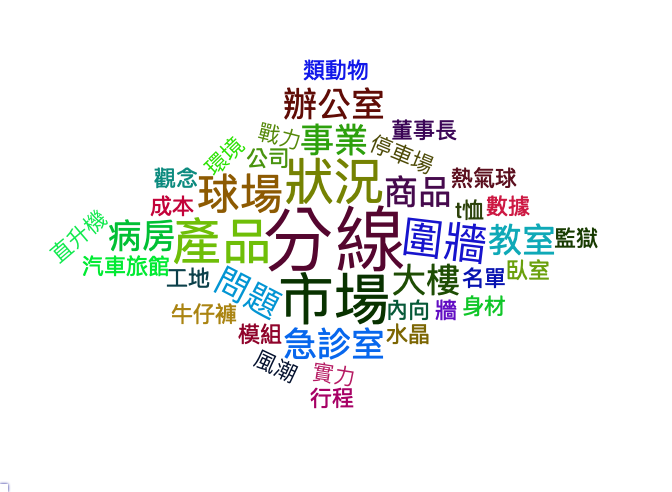 類動物
辦公室
董事長
戰力
事業
停車場
環境
公司
觀念
球場
狀況
商品
熱氣球
成本
t恤
數據
直升機
病房
產品
分線
圍牆
教室
監獄
汽車旅館
工地
問題
市場
大樓
名單
臥室
牛仔褲
內向
牆
身材
模組
急診室
水晶
風潮
實力
行程